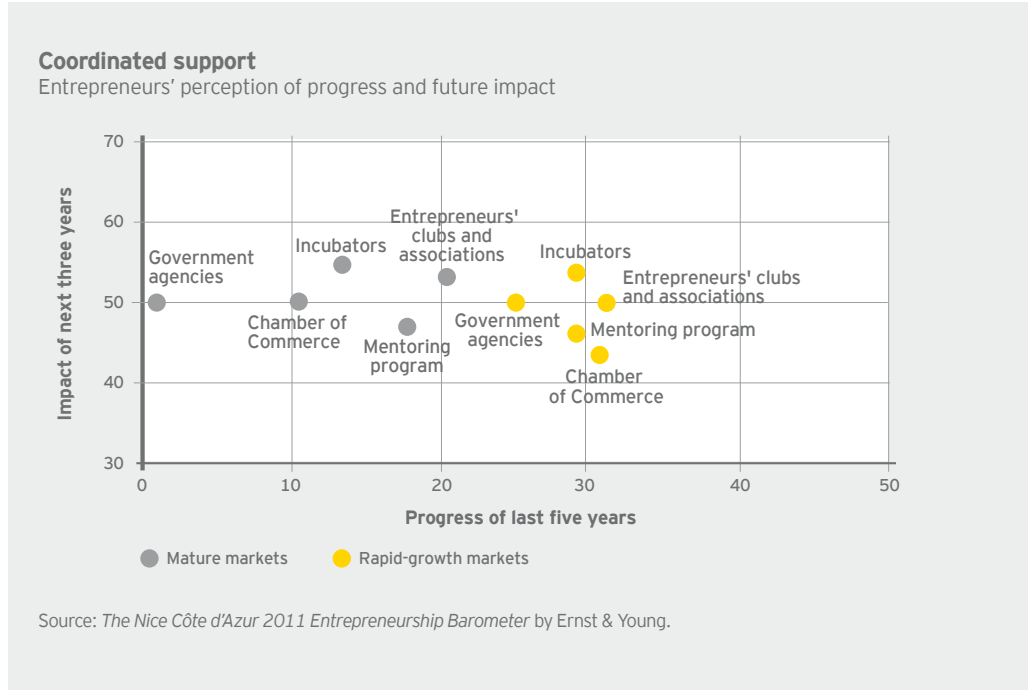 Coordinated support
Entrepreneurs' perception of progress and future impact
Impact of next three years
70
60
50
40
30
Government
agencies
Incubators
Chamber of
Commerce
Entrepreneurs'
clubs and
associations
Mentoring
program
Government
agencies
Incubators
Entrepreneurs' clubs
and associations
Mentoring program
Chamber
of Commerce
0
10
20
30
40
50
Progress of last five years
Mature markets
Rapid-growth markets
Source: The Nice Côte d'Azur 2011 Entrepreneurship Barometer by Ernst & Young.